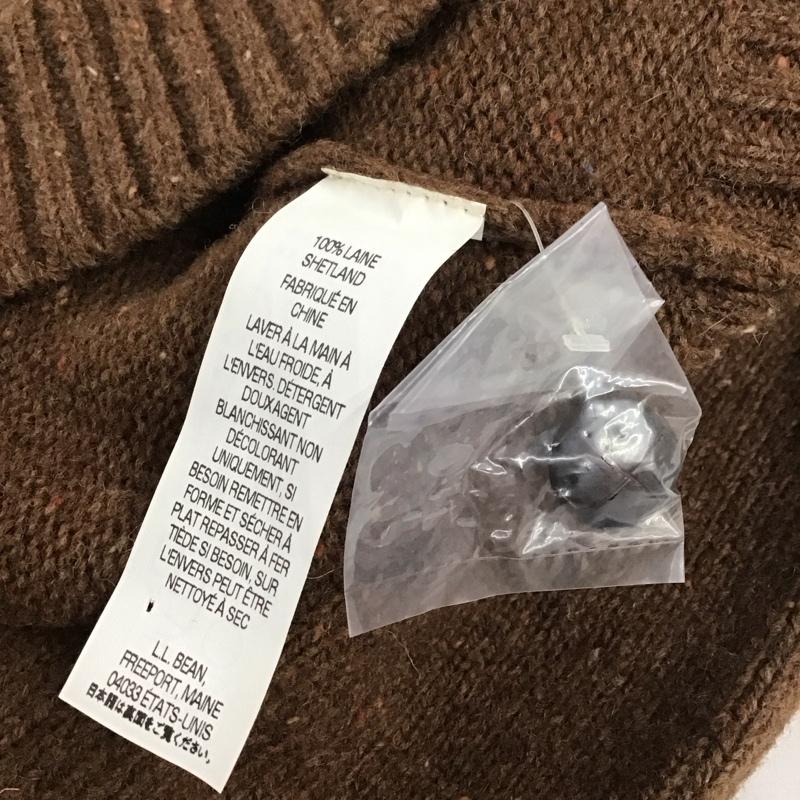 100% LAINE
SHETLAND
FABRIQUÉ EN
CHINE
LAVER À LA MAIN À
L'EAU FROIDE, À
L'ENVERS, DÉTERGENT
DOUX AGENT
BLANCHISSANT NON
DÉCOLORANT
UNIQUEMENT, SI
BESOIN REMETTRE EN
FORME ET SÉCHER À
PLAT REPASSER À FER
TIÈDE SI BESOIN, SUR
L'ENVERS PEUT ÊTRE
NETTOYÉ À SEC
L.L. BEAN,
FREEPORT, MAINE
04033 ÉTATS-UNIS
日本語は裏面をご覧ください。